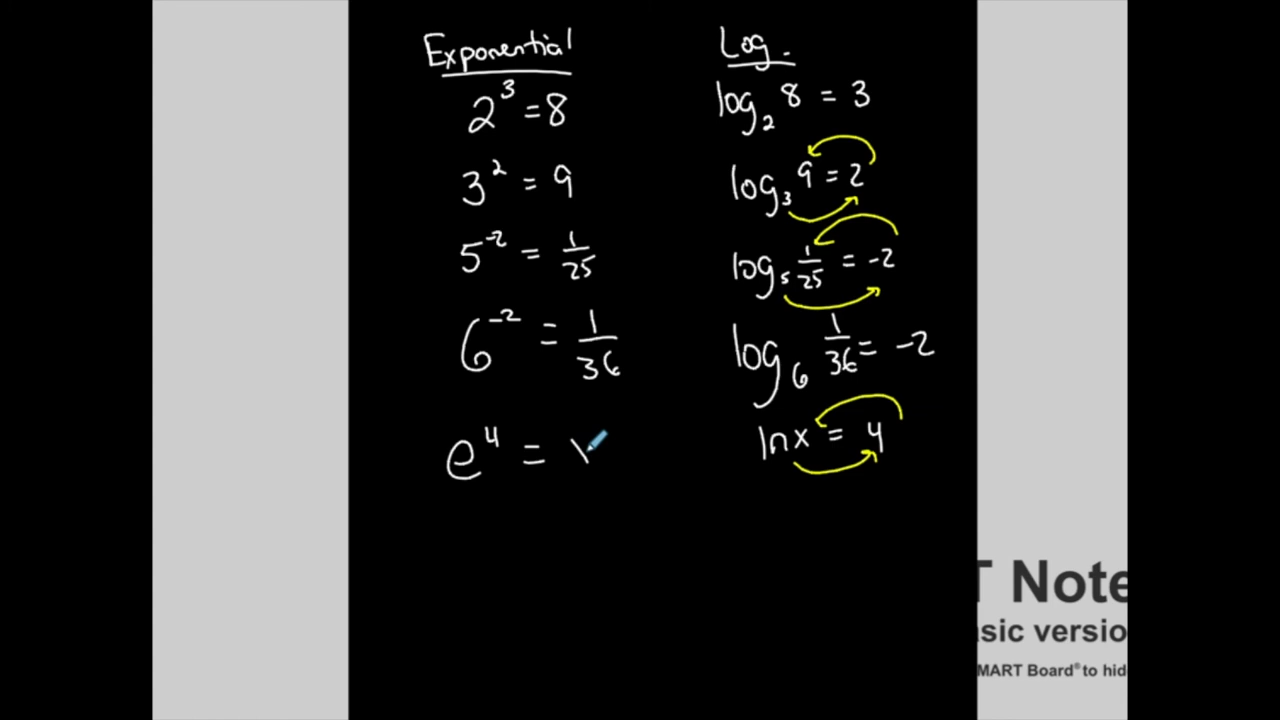 Exponential Log.
2³ = 8 log₂ 8 = 3
3² = 9 log₃ 9 = 2
5⁻² = 1/25 log₅ 1/25 = -2
6⁻² = 1/36 log₆ 1/36 = -2
e⁴ = ln x = 4
T Note
sic versio
MART Board® to hid